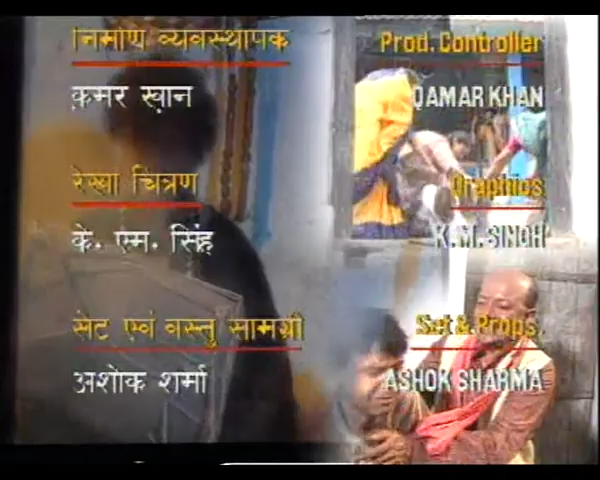 निर्माण व्यवस्थापक Prod. Controller
क़मर ख़ान QAMAR KHAN
रेखा चित्रण Graphics
के. एम. सिंह K.M.SINGH
सेट एवं वस्तु सामग्री Set & Props.
अशोक शर्मा ASHOK SHARMA